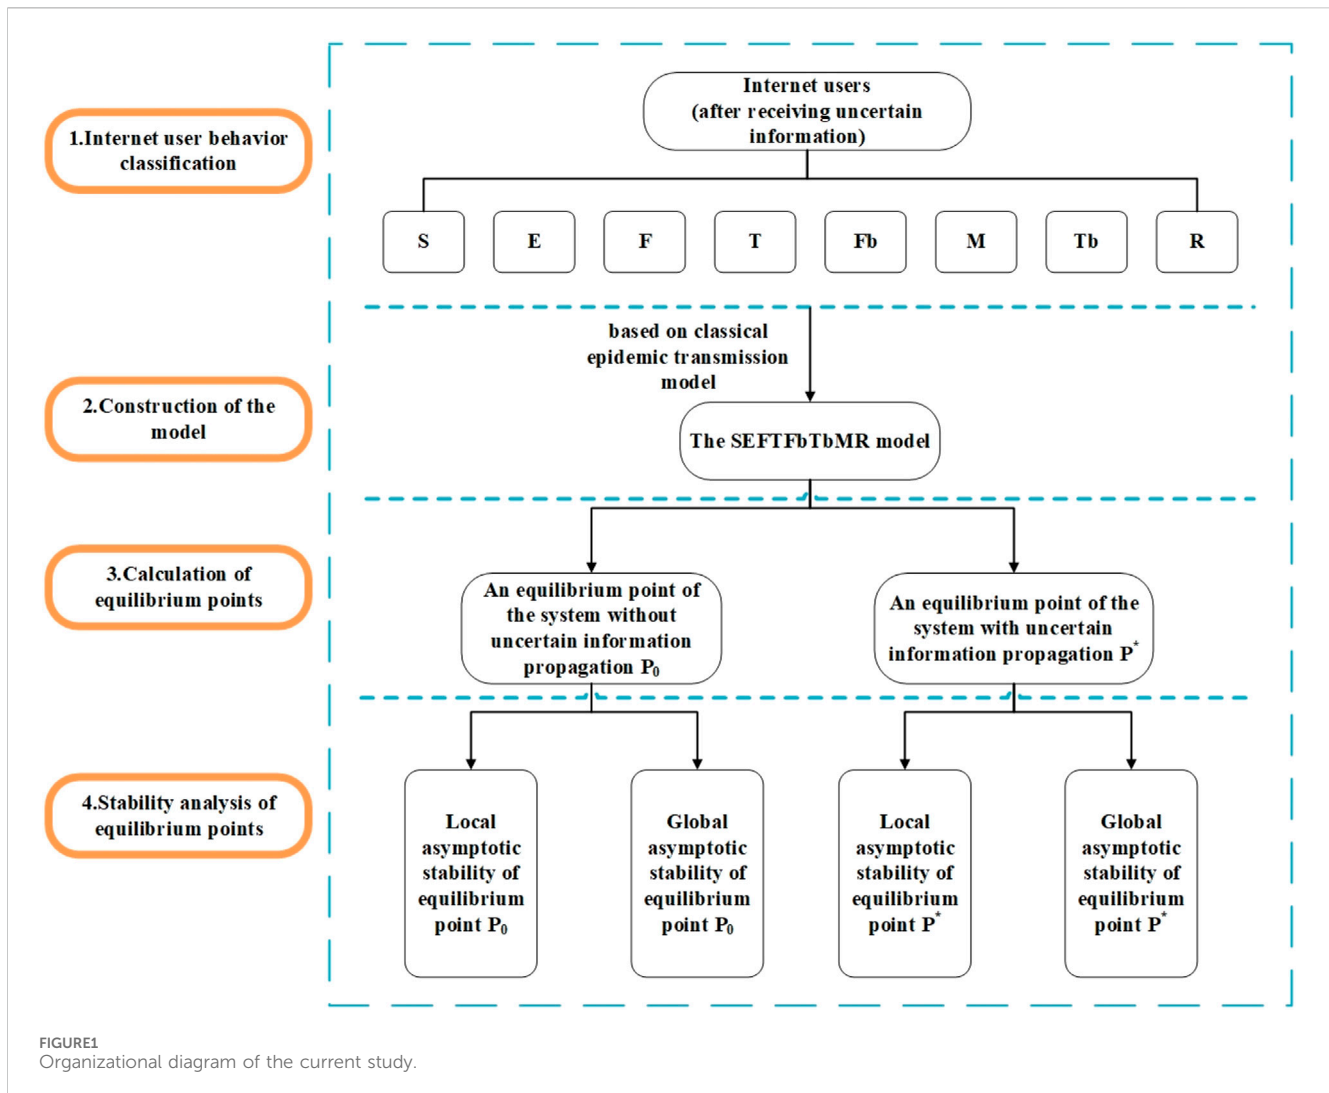 1.Internet user behavior
classification
Internet users
(after receiving uncertain
information)
S
E
F
T
Fb
M
Tb
R
based on classical
epidemic transmission
model
2.Construction of the
model
The SEFTFbTbMR model
3.Calculation of
equilibrium points
An equilibrium point of
the system without
uncertain information
propagation P₀
An equilibrium point of the
system with uncertain
information propagation P*
4.Stability analysis of
equilibrium points
Local
asymptotic
stability of
equilibrium
point P₀
Global
asymptotic
stability of
equilibrium
point P₀
Local
asymptotic
stability of
equilibrium
point P*
Global
asymptotic
stability of
equilibrium
point P*
FIGURE1
Organizational diagram of the current study.